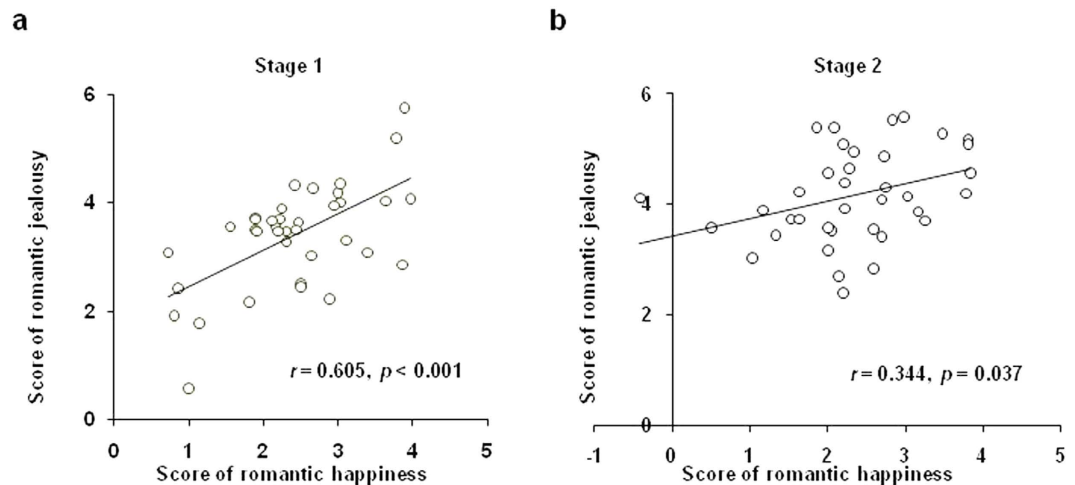 a
Stage 1
Score of romantic jealousy
6
4
2
0
r = 0.605, p < 0.001
0 1 2 3 4 5
Score of romantic happiness
b
Stage 2
Score of romantic jealousy
6
4
2
0
r = 0.344, p = 0.037
-1 0 1 2 3 4 5
Score of romantic happiness